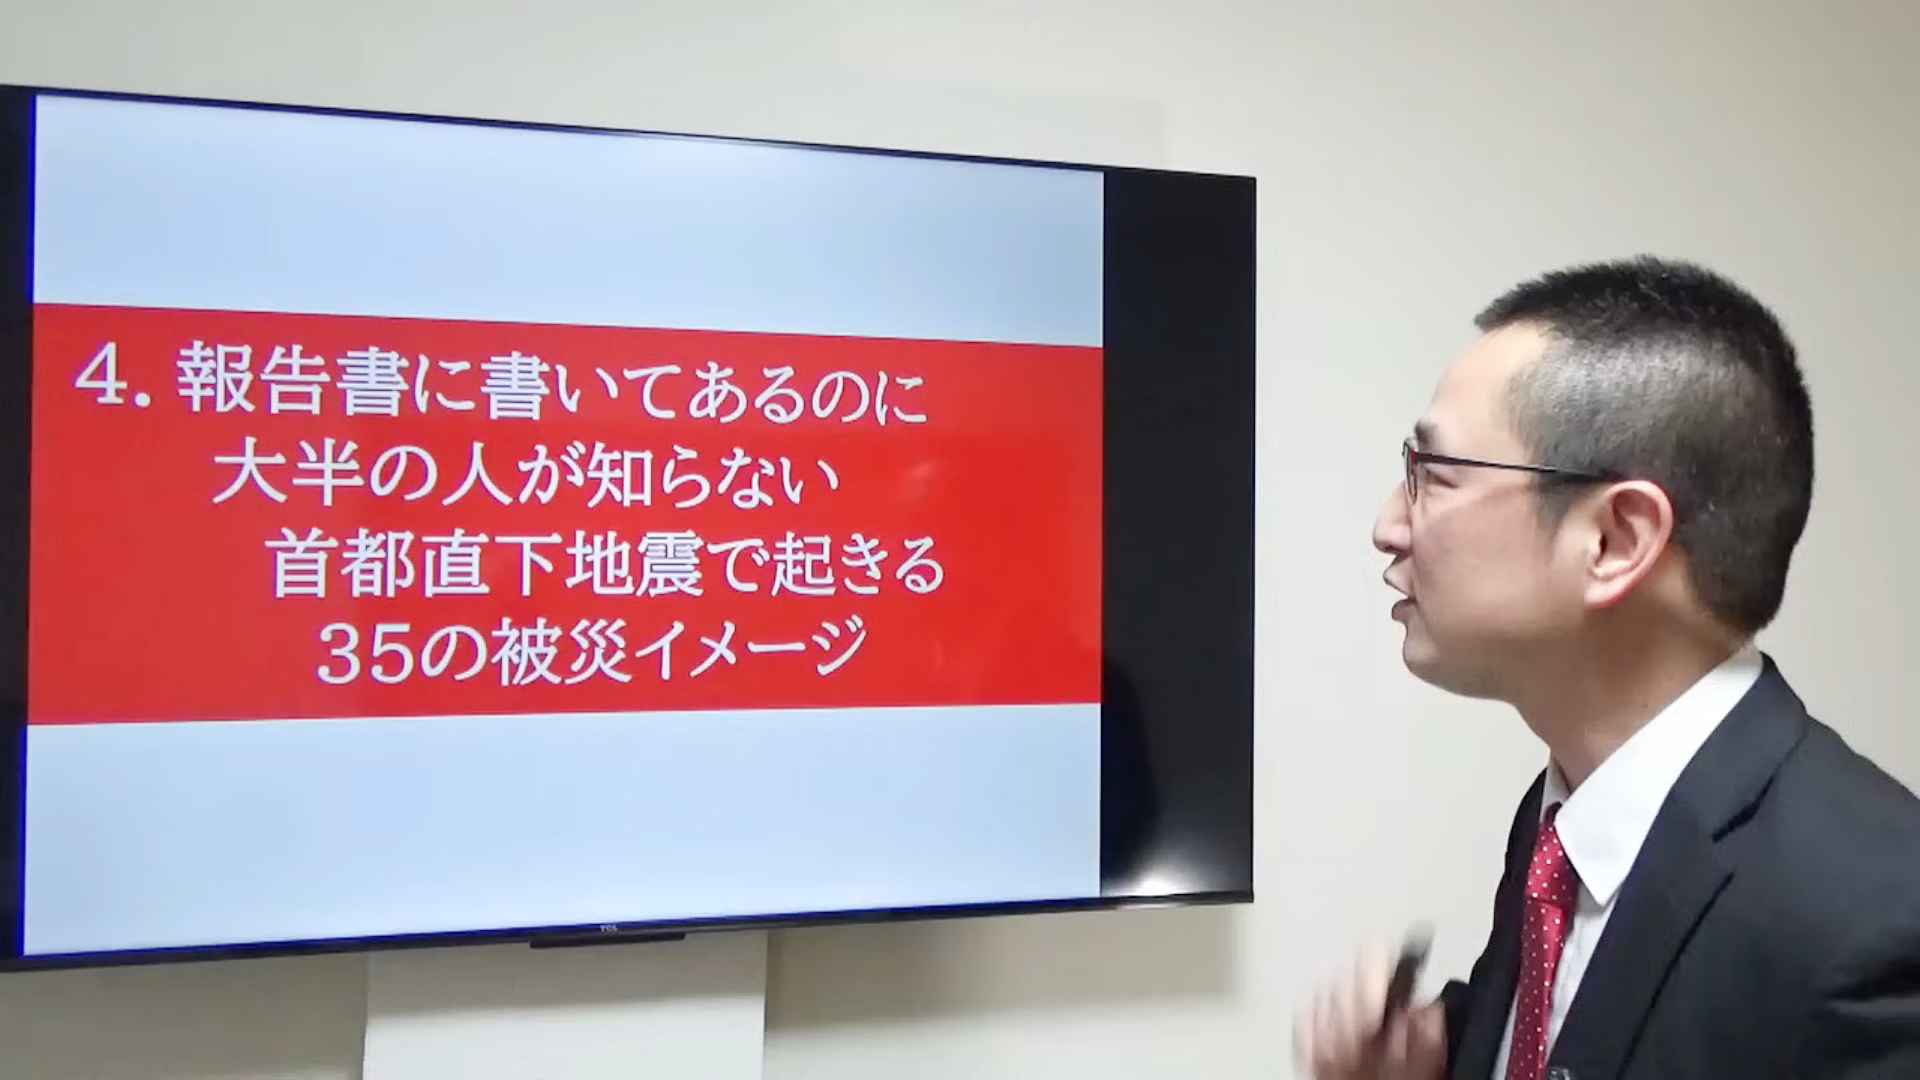 4. 報告書に書いてあるのに
大半の人が知らない
首都直下地震で起きる
35の被災イメージ
TCL